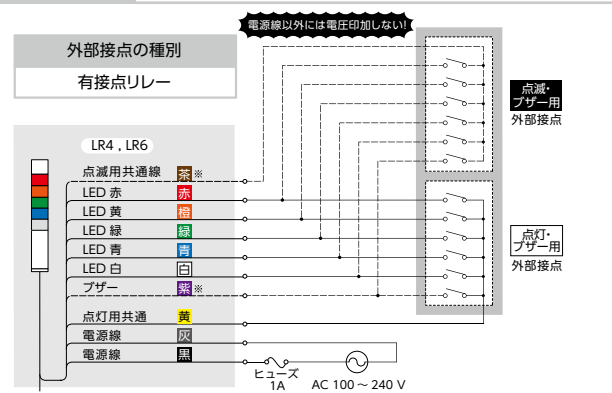 電源線以外には電圧印加しない!
外部接点の種別
有接点リレー
LR4 , LR6
点滅用共通線 茶 ※
LED 赤 赤
LED 黄 橙
LED 緑 緑
LED 青 青
LED 白 白
ブザー 紫 ※
点灯用共通 黄
電源線 灰
電源線 黒
ヒューズ
1A
AC 100 ~ 240 V
点滅・
ブザー用
外部接点
点灯・
ブザー用
外部接点